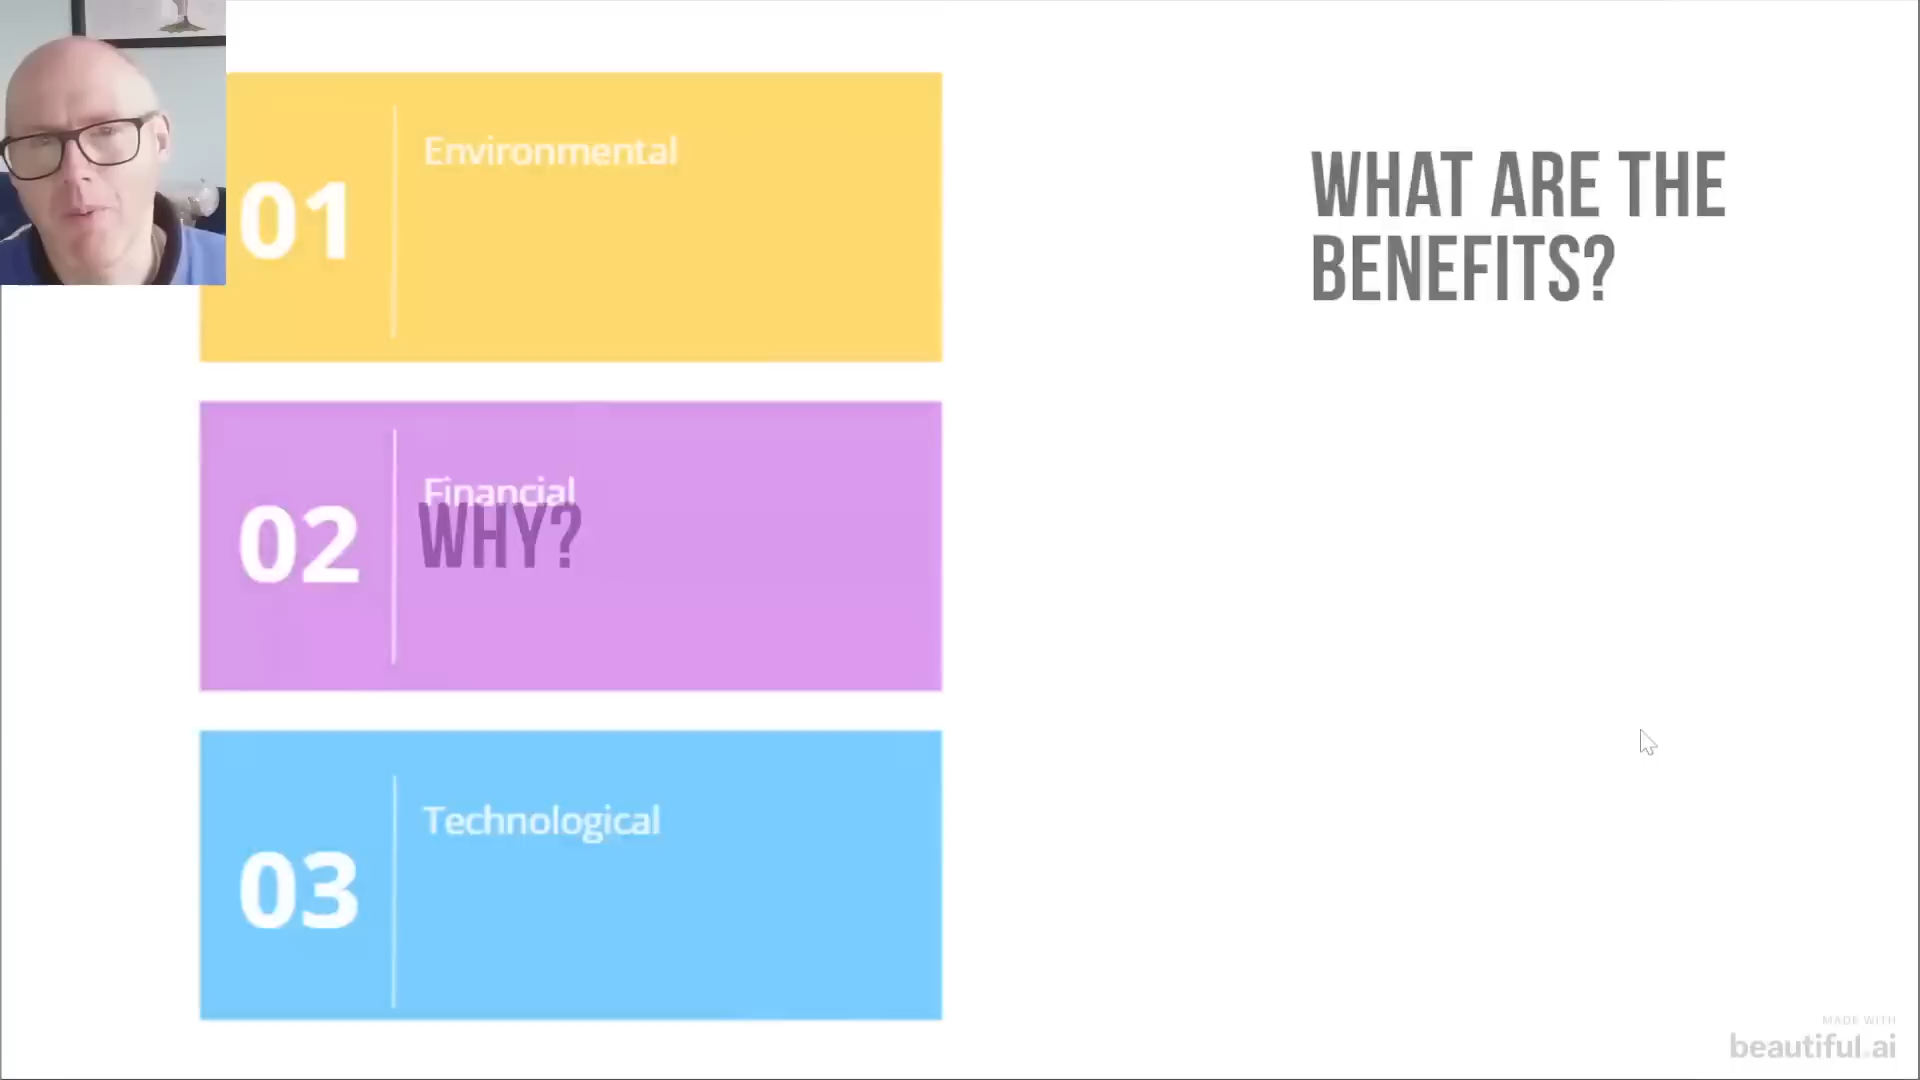 01
Environmental
WHAT ARE THE
BENEFITS?
02
Financial
WHY?
03
Technological
MADE WITH
beautiful.ai